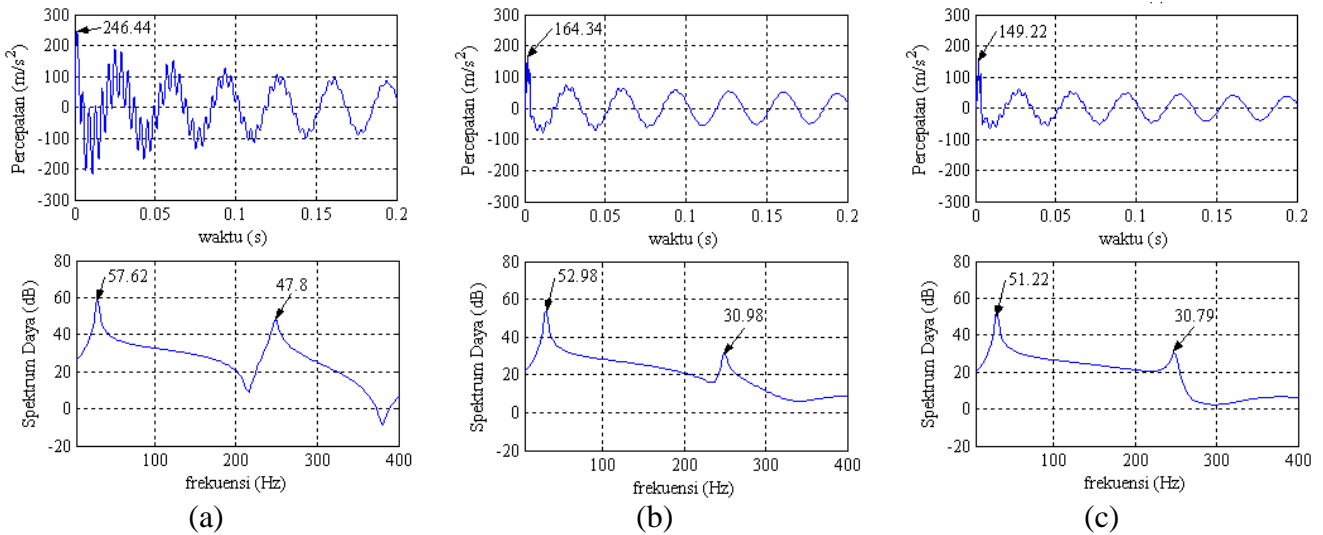 300
200
100
0
-100
-200
-300
246.44
Percepatan (m/s²)
0 0.05 0.1 0.15 0.2
waktu (s)
300
200
100
0
-100
-200
-300
164.34
Percepatan (m/s²)
0 0.05 0.1 0.15 0.2
waktu (s)
300
200
100
0
-100
-200
-300
149.22
Percepatan (m/s²)
0 0.05 0.1 0.15 0.2
waktu (s)
80
60
40
20
0
-20
57.62
47.8
Spektrum Daya (dB)
100 200 300 400
frekuensi (Hz)
80
60
40
20
0
-20
52.98
30.98
Spektrum Daya (dB)
100 200 300 400
frekuensi (Hz)
80
60
40
20
0
-20
51.22
30.79
Spektrum Daya (dB)
100 200 300 400
frekuensi (Hz)
(a) (b) (c)